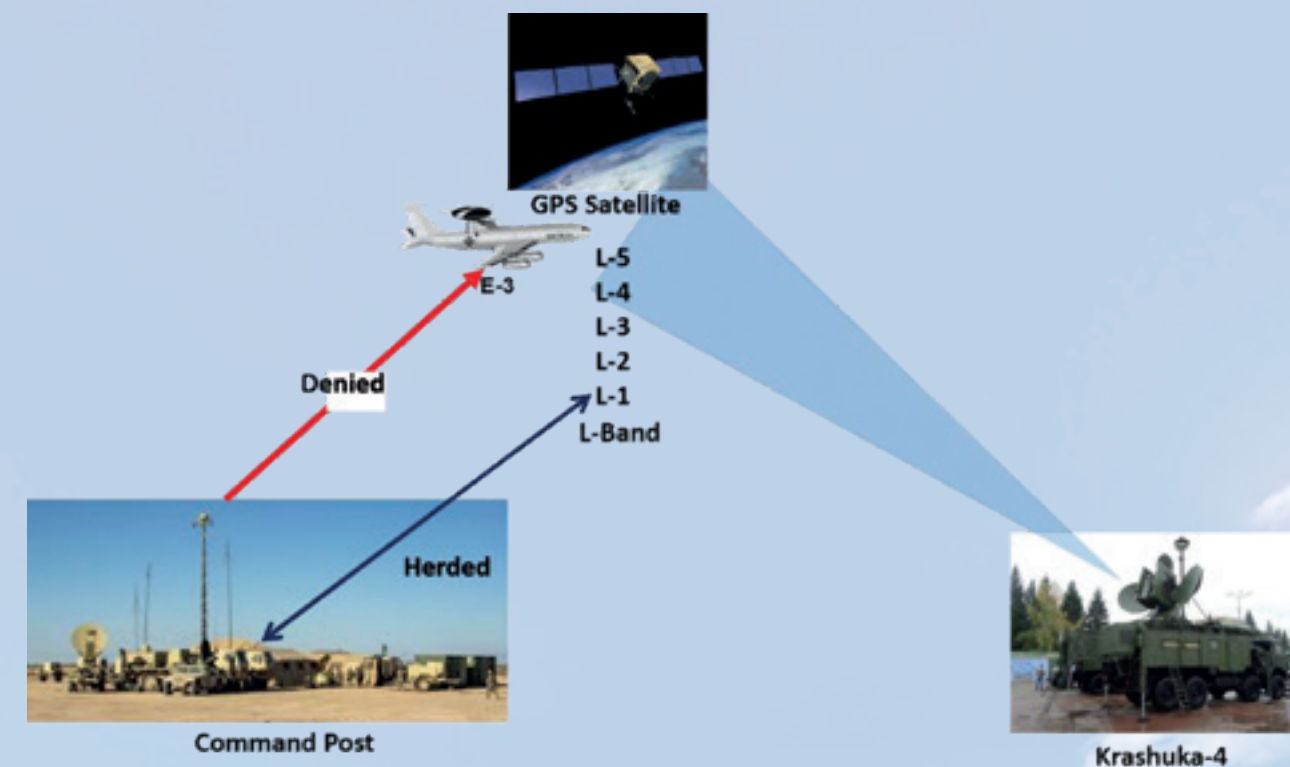 GPS Satellite
E-3
L-5
L-4
L-3
L-2
L-1
L-Band
Denied
Herded
Command Post
Krashuka-4